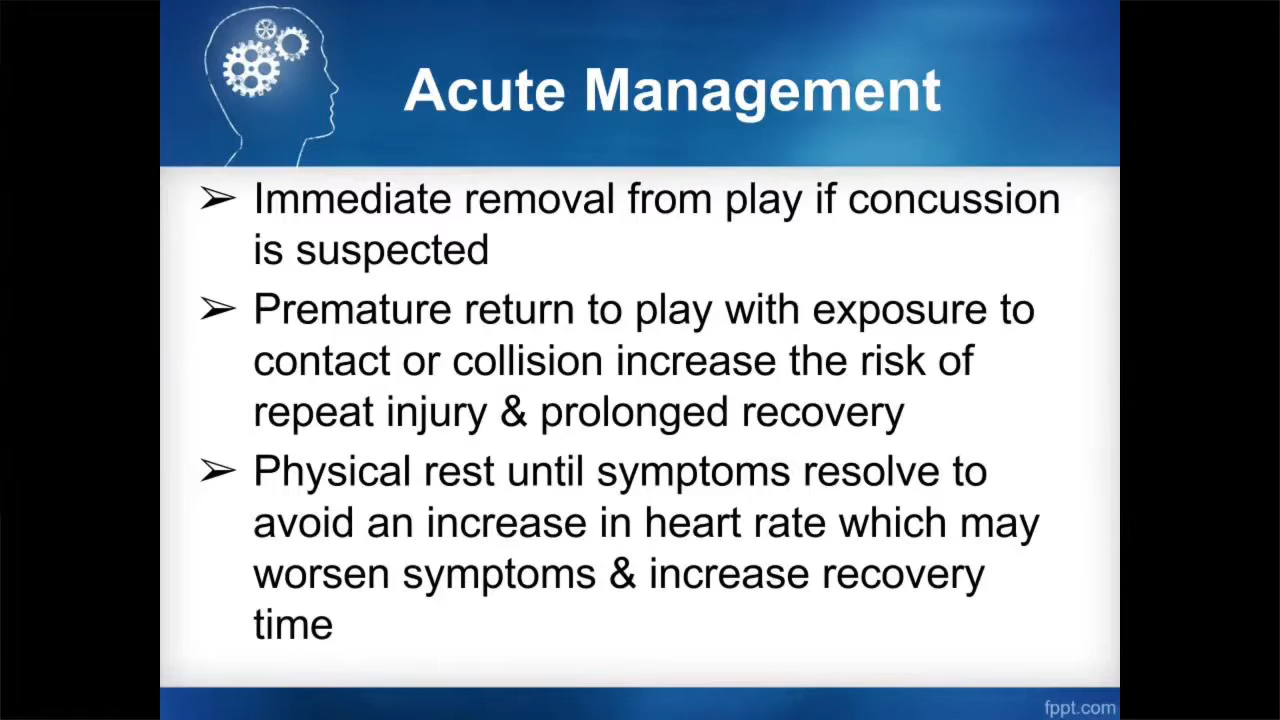 Acute Management
➢ Immediate removal from play if concussion
is suspected
➢ Premature return to play with exposure to
contact or collision increase the risk of
repeat injury & prolonged recovery
➢ Physical rest until symptoms resolve to
avoid an increase in heart rate which may
worsen symptoms & increase recovery
time
fppt.com